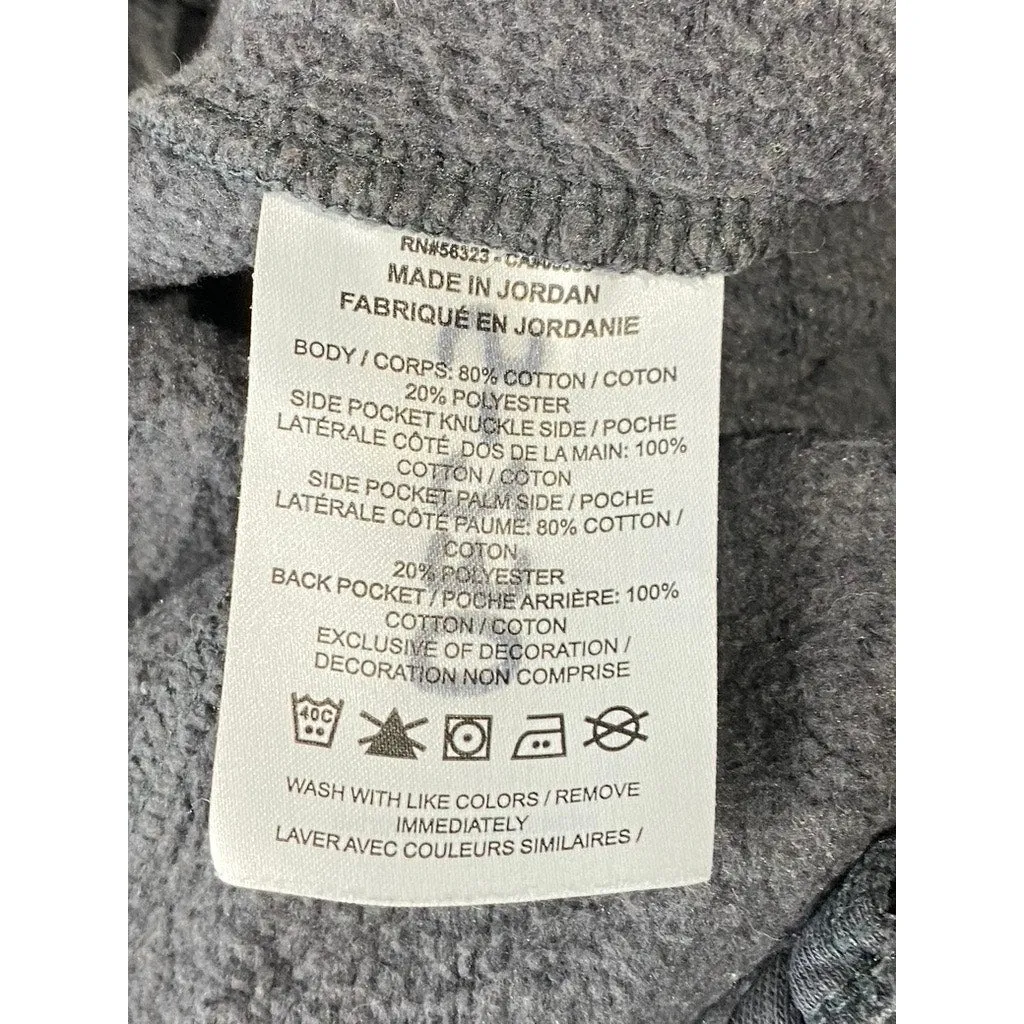 RN#56323 -
MADE IN JORDAN
FABRIQUÉ EN JORDANIE
BODY / CORPS: 80% COTTON / COTON
20% POLYESTER
SIDE POCKET KNUCKLE SIDE / POCHE
LATÉRALE CÔTÉ DOS DE LA MAIN: 100%
COTTON / COTON
SIDE POCKET PALM SIDE / POCHE
LATÉRALE CÔTÉ PAUME: 80% COTTON /
COTON
20% POLYESTER
BACK POCKET / POCHE ARRIÈRE: 100%
COTTON / COTON
EXCLUSIVE OF DECORATION /
DECORATION NON COMPRISE
40C
WASH WITH LIKE COLORS / REMOVE
IMMEDIATELY
LAVER AVEC COULEURS SIMILAIRES /